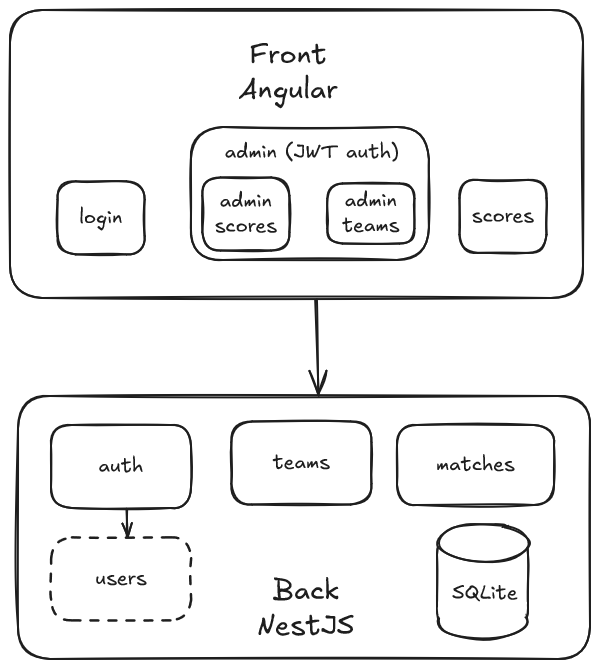 Front
Angular
admin (JWT auth)
login
admin
scores
admin
teams
scores
auth
teams
matches
users
SQLite
Back
NestJS